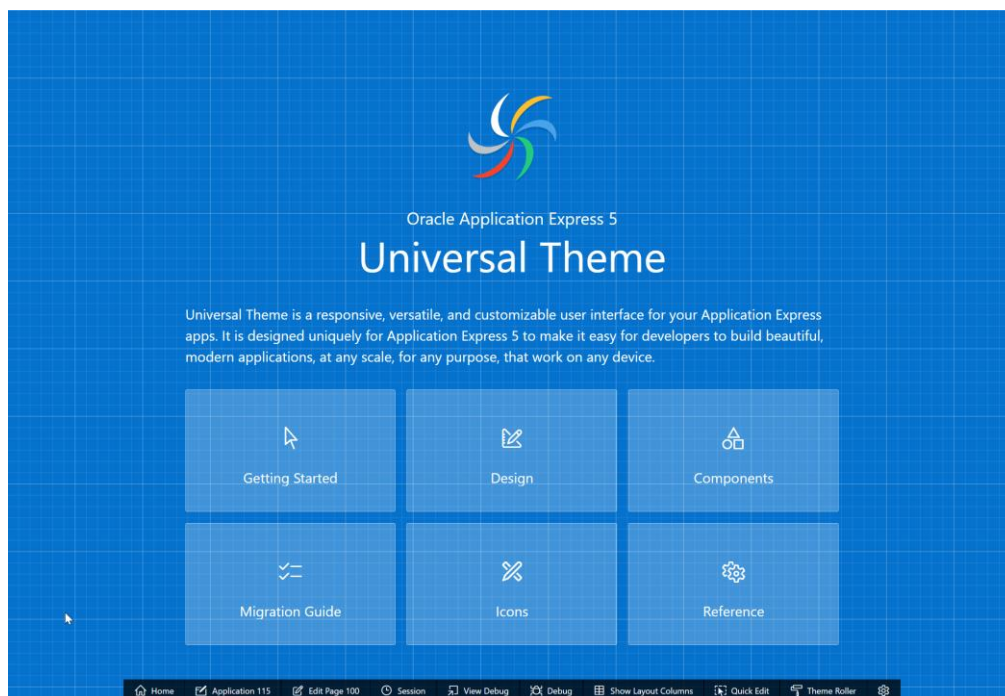 Oracle Application Express 5
Universal Theme
Universal Theme is a responsive, versatile, and customizable user interface for your Application Express
apps. It is designed uniquely for Application Express 5 to make it easy for developers to build beautiful,
modern applications, at any scale, for any purpose, that work on any device.
Getting Started
Design
Components
Migration Guide
Icons
Reference
Home Application 115 Edit Page 100 Session View Debug Debug Show Layout Columns Quick Edit Theme Roller